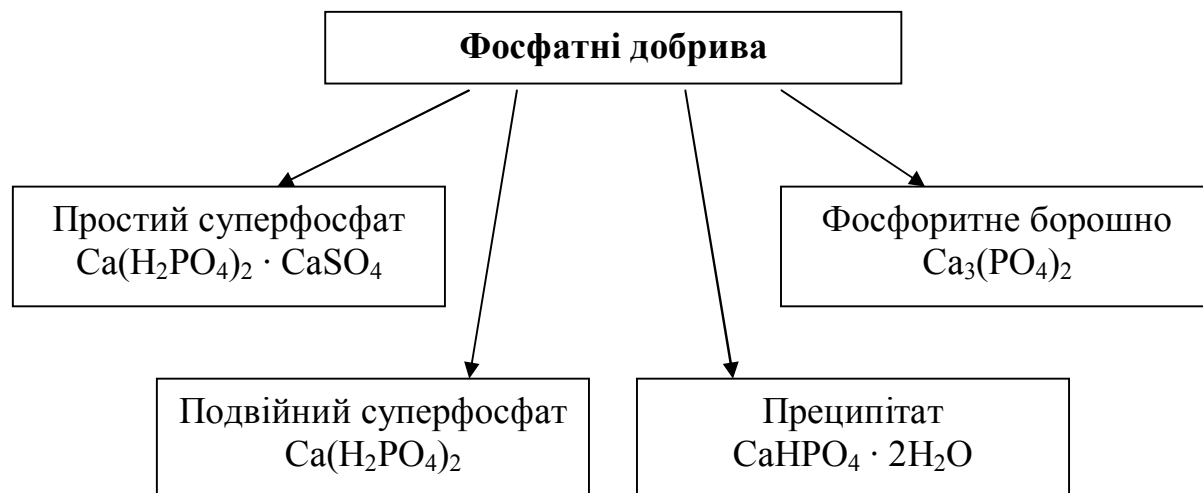 Фосфатні добрива
Простий суперфосфат
Ca(H₂PO₄)₂ · CaSO₄
Фосфоритне борошно
Ca₃(PO₄)₂
Подвійний суперфосфат
Ca(H₂PO₄)₂
Преципітат
CaHPO₄ · 2H₂O